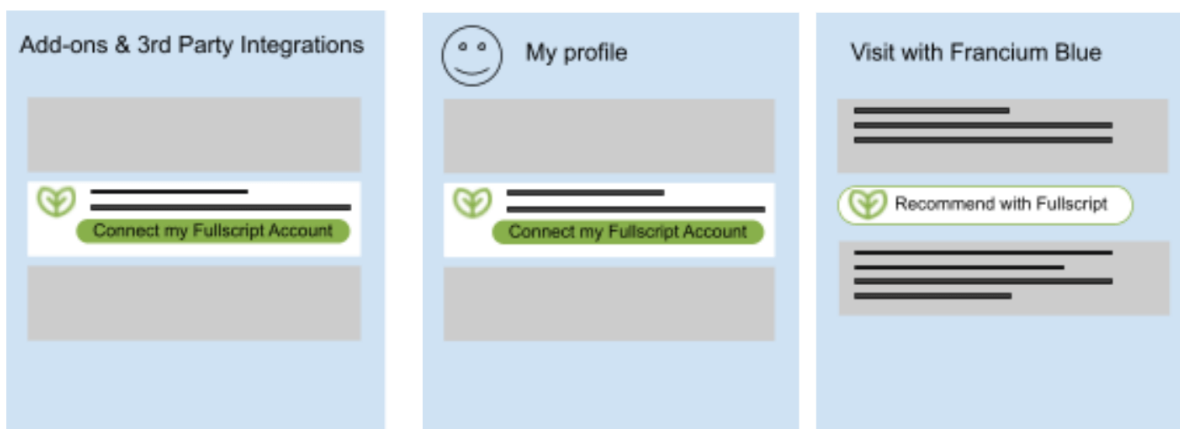 Add-ons & 3rd Party Integrations
Connect my Fullscript Account
My profile
Connect my Fullscript Account
Visit with Francium Blue
Recommend with Fullscript